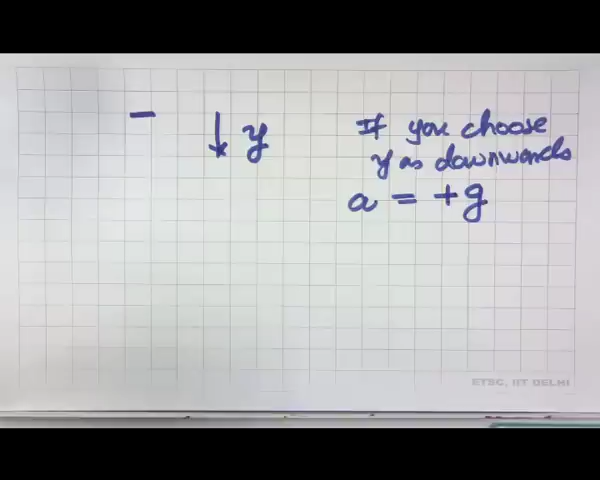 If you choose
y as downwards
↓ y
a = +g
ETSC, IIT DELHI